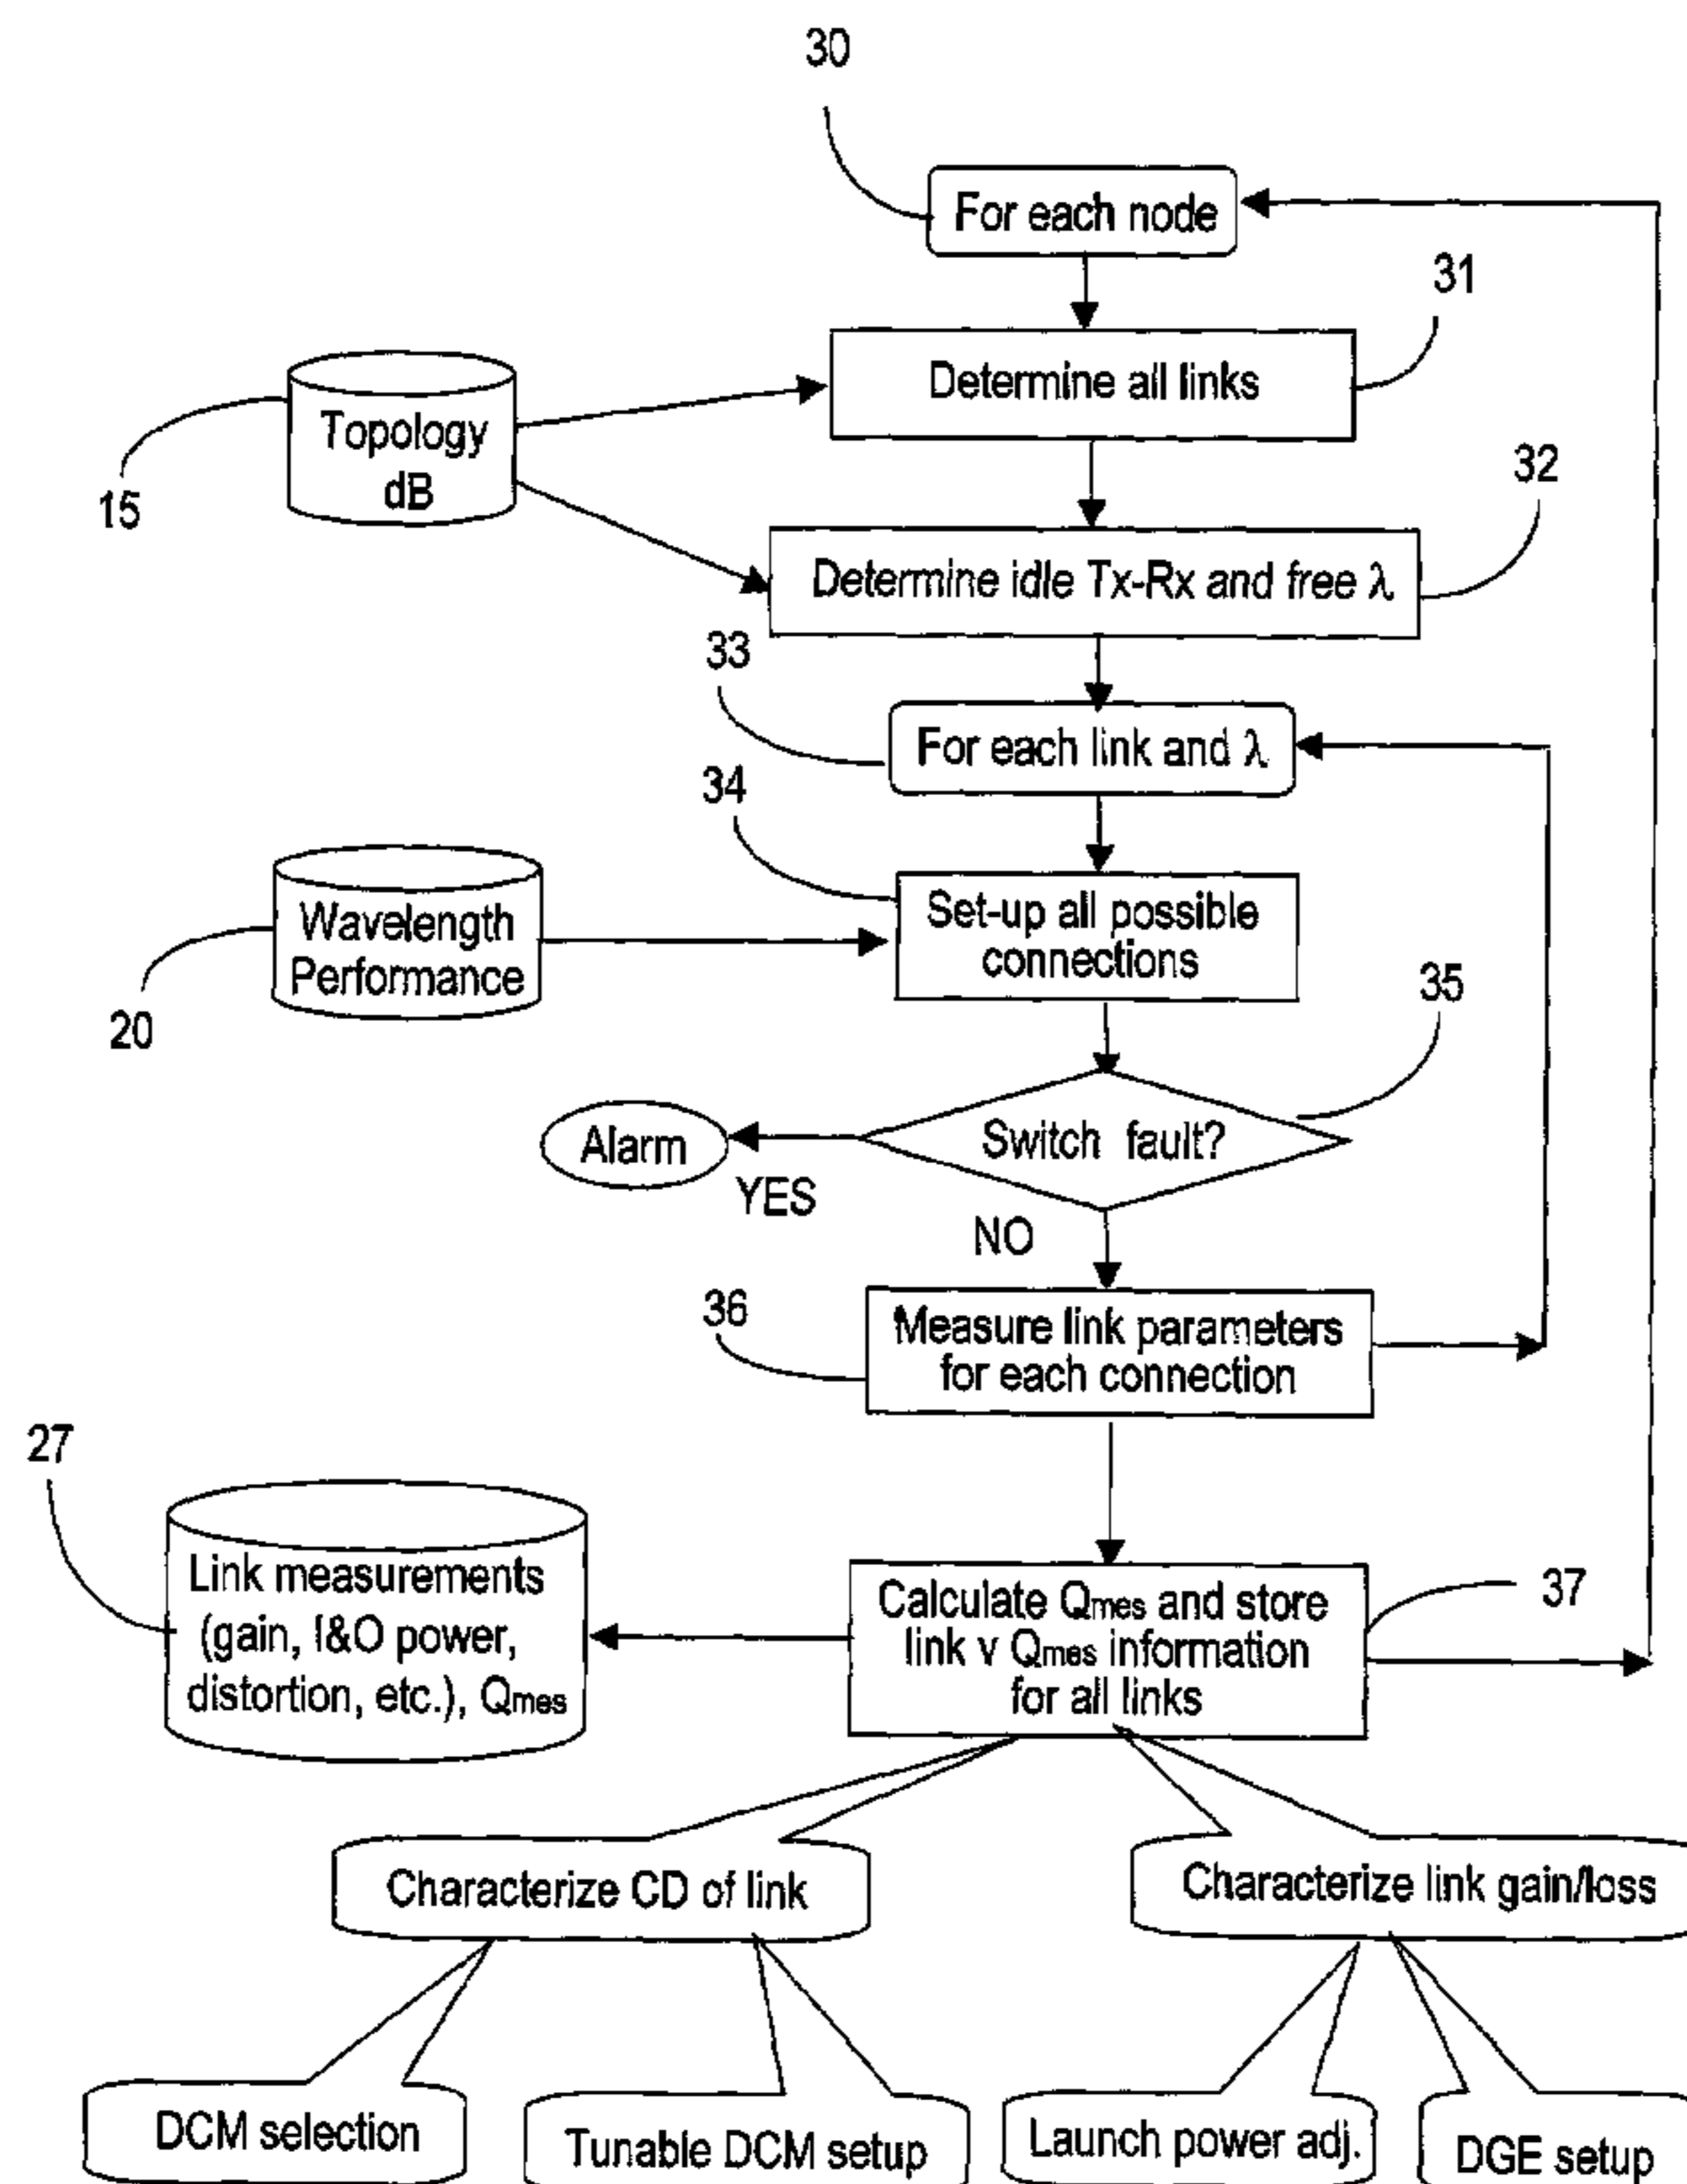 30
For each node
31
Determine all links
Topology
dB
15
32
Determine idle Tx-Rx and free λ
33
For each link and λ
34
Set-up all possible
connections
Wavelength
Performance
20
35
Switch fault?
Alarm
YES
NO
36
Measure link parameters
for each connection
27
Link measurements
(gain, I&O power,
distortion, etc.), Qmes
37
Calculate Qmes and store
link v Qmes information
for all links
Characterize CD of link
Characterize link gain/loss
DCM selection
Tunable DCM setup
Launch power adj.
DGE setup